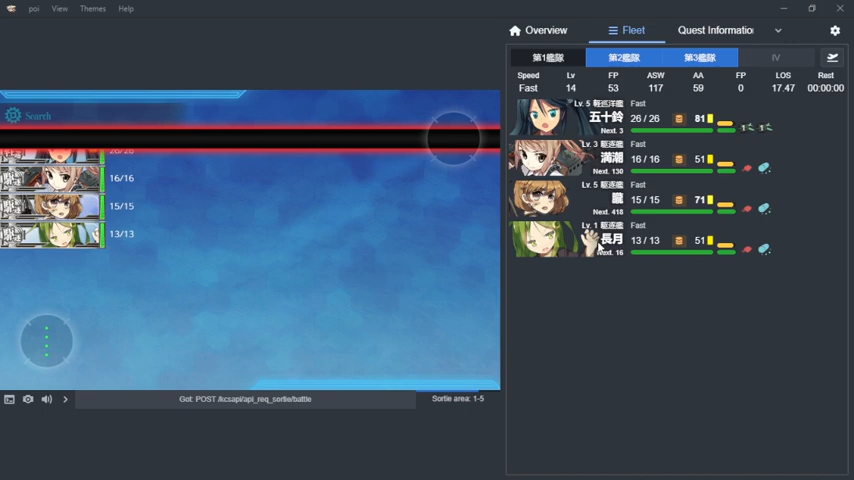 poi View Themes Help
Overview Fleet Quest Informatio
第1艦隊 第2艦隊 第3艦隊 IV
Speed Lv FP ASW AA FP LOS Rest
Fast 14 53 117 59 0 17.47 00:00:00
Search
16/16
15/15
13/13
Lv. 5 軽巡洋艦 Fast
五十鈴 26 / 26 81
Next. 3
Lv. 3 駆逐艦 Fast
満潮 16 / 16 51
Next. 130
Lv. 5 駆逐艦 Fast
朧 15 / 15 71
Next. 418
Lv. 1 駆逐艦 Fast
長月 13 / 13 51
Next. 16
Got: POST /kcsapi/api_req_sortie/battle
Sortie area: 1-5